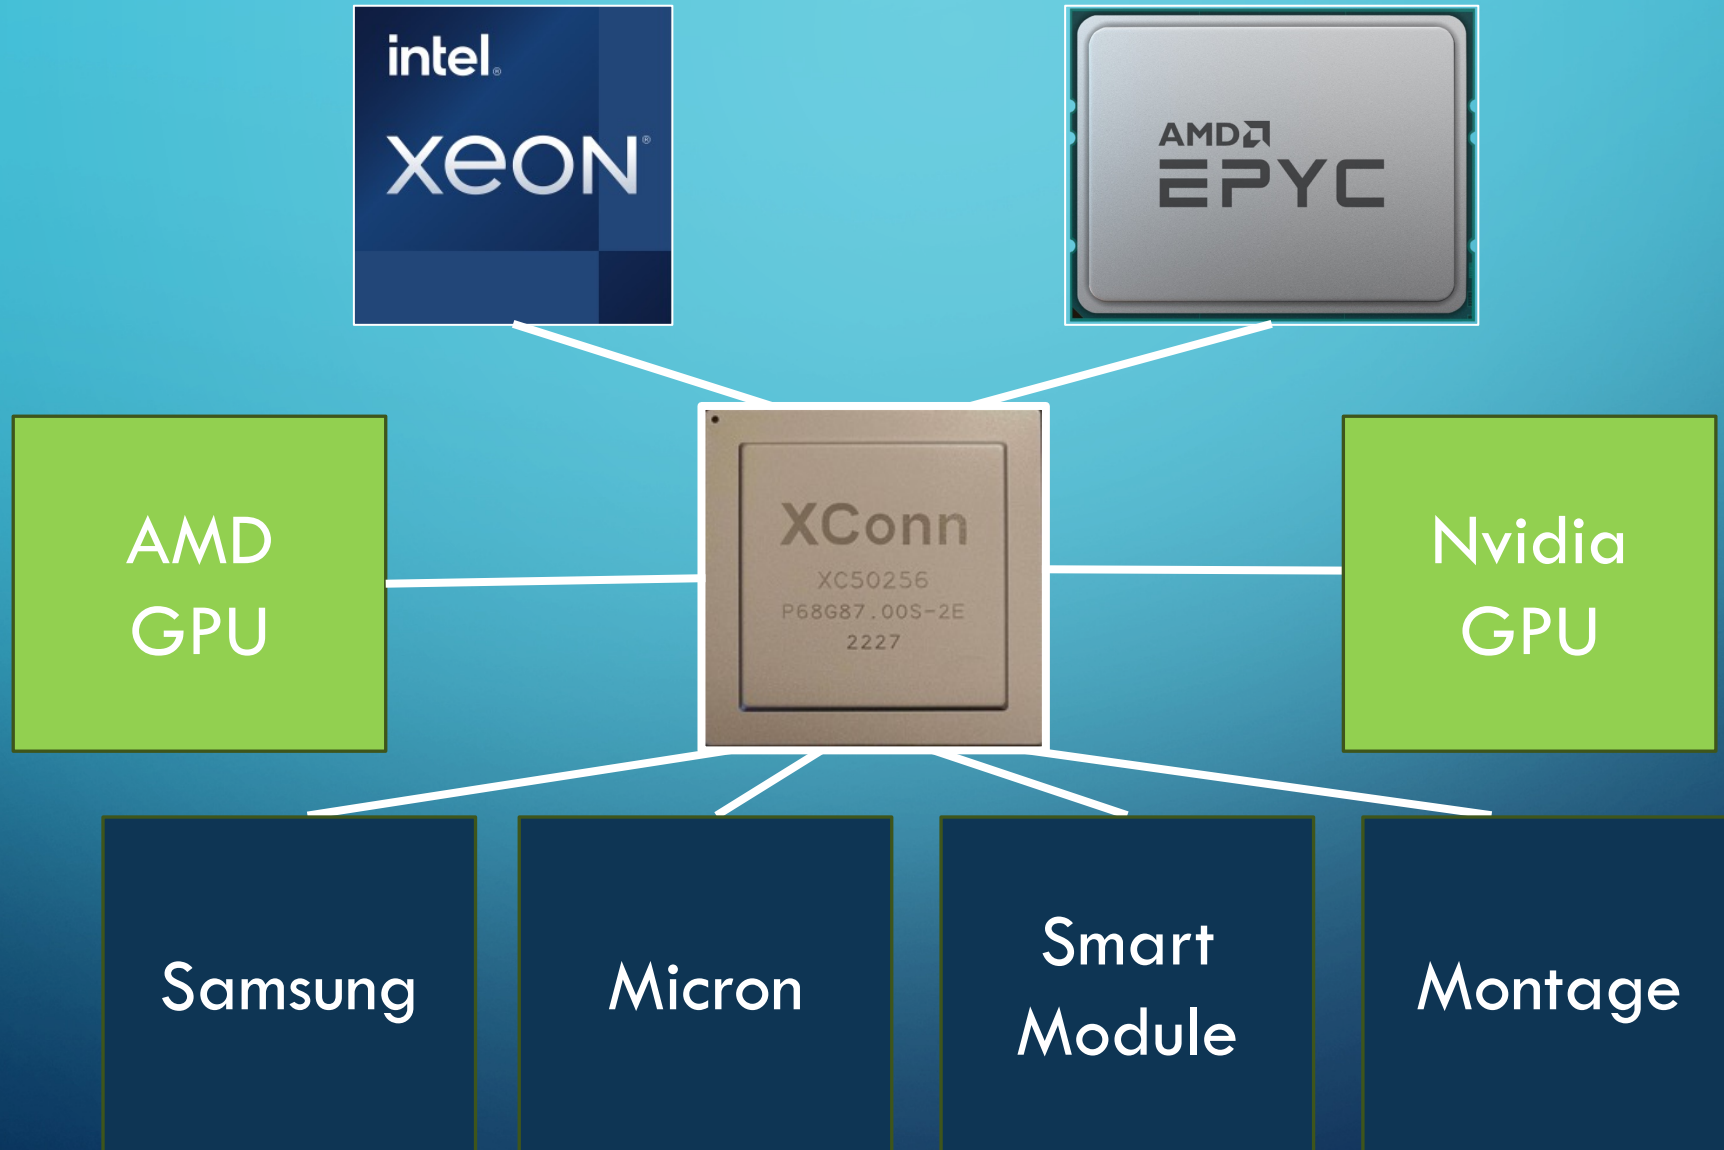 intel®
xeon®
AMD
EPYC
AMD
GPU
XConn
XC50256
P68G87.00S-2E
2227
Nvidia
GPU
Samsung
Micron
Smart
Module
Montage